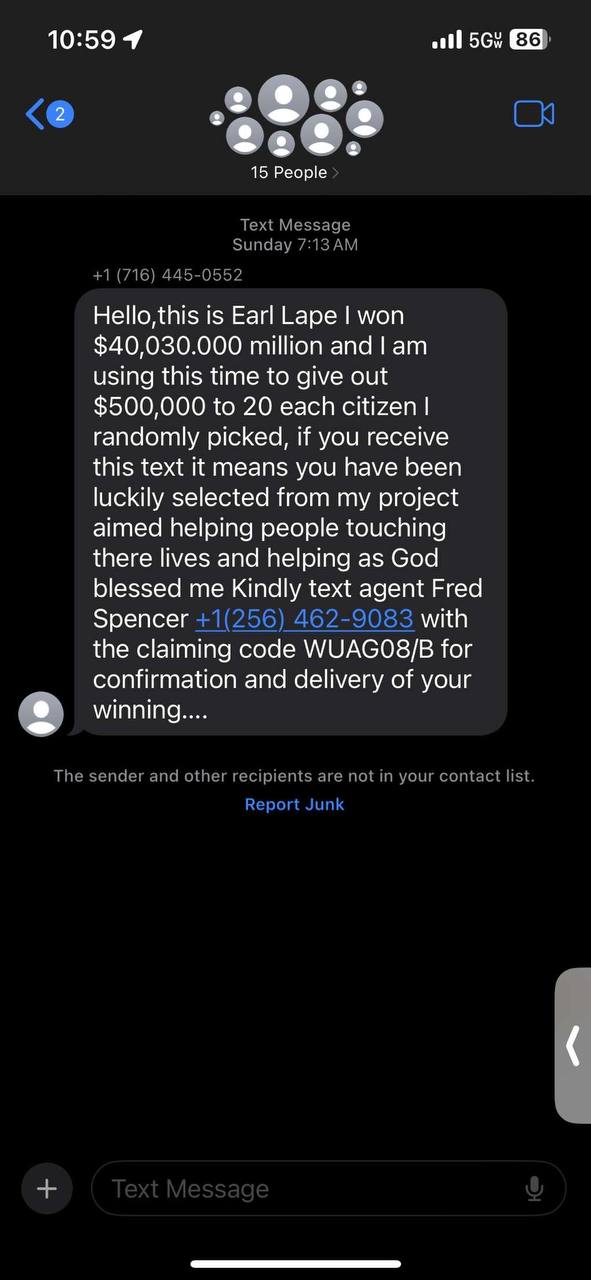 10:59
5GUW 86
2
15 People
Text Message
Sunday 7:13 AM
+1 (716) 445-0552
Hello,this is Earl Lape I won
$40,030.000 million and I am
using this time to give out
$500,000 to 20 each citizen I
randomly picked, if you receive
this text it means you have been
luckily selected from my project
aimed helping people touching
there lives and helping as God
blessed me Kindly text agent Fred
Spencer +1(256) 462-9083 with
the claiming code WUAG08/B for
confirmation and delivery of your
winning....
The sender and other recipients are not in your contact list.
Report Junk
Text Message